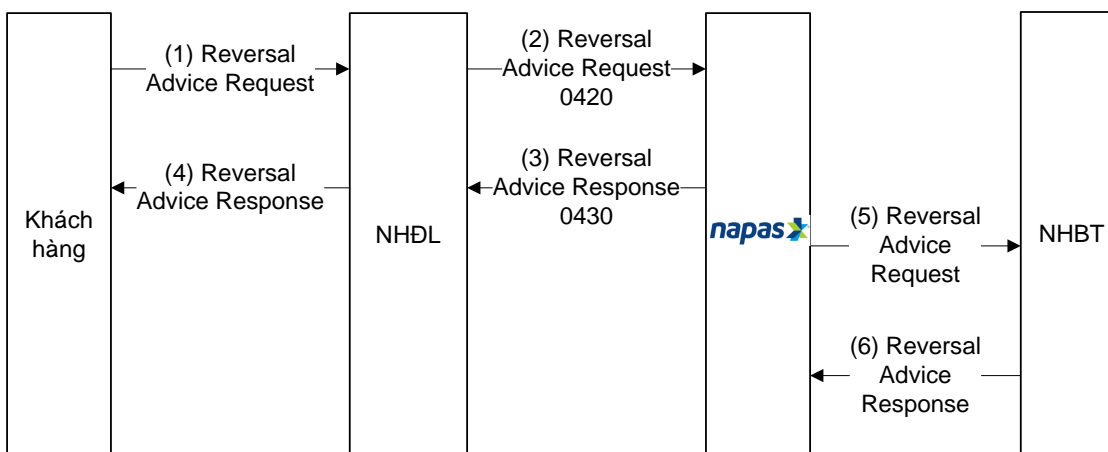 (1) Reversal
Advice Request
(2) Reversal
Advice Request
0420
(4) Reversal
Advice Response
(3) Reversal
Advice Response
0430
Khách
hàng
NHĐL
napas
NHBT
(5) Reversal
Advice
Request
(6) Reversal
Advice
Response